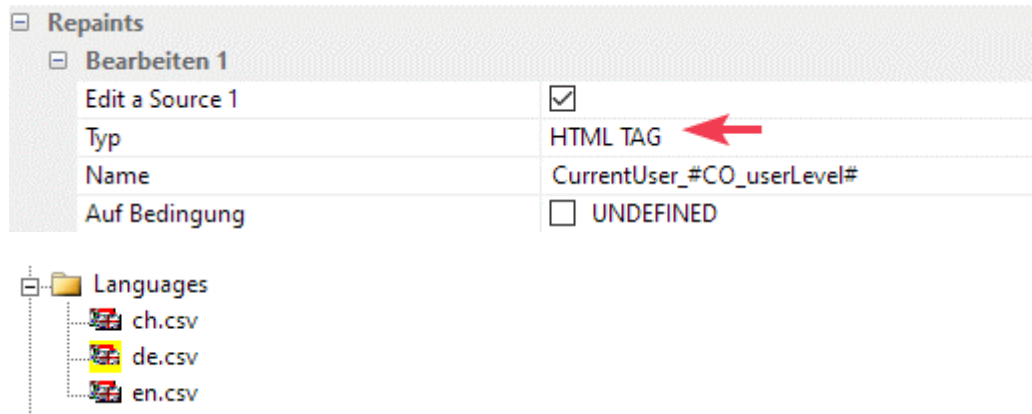 Repaints
Bearbeiten 1
Edit a Source 1
Typ HTML TAG
Name CurrentUser_#CO_userLevel#
Auf Bedingung UNDEFINED
Languages
ch.csv
de.csv
en.csv